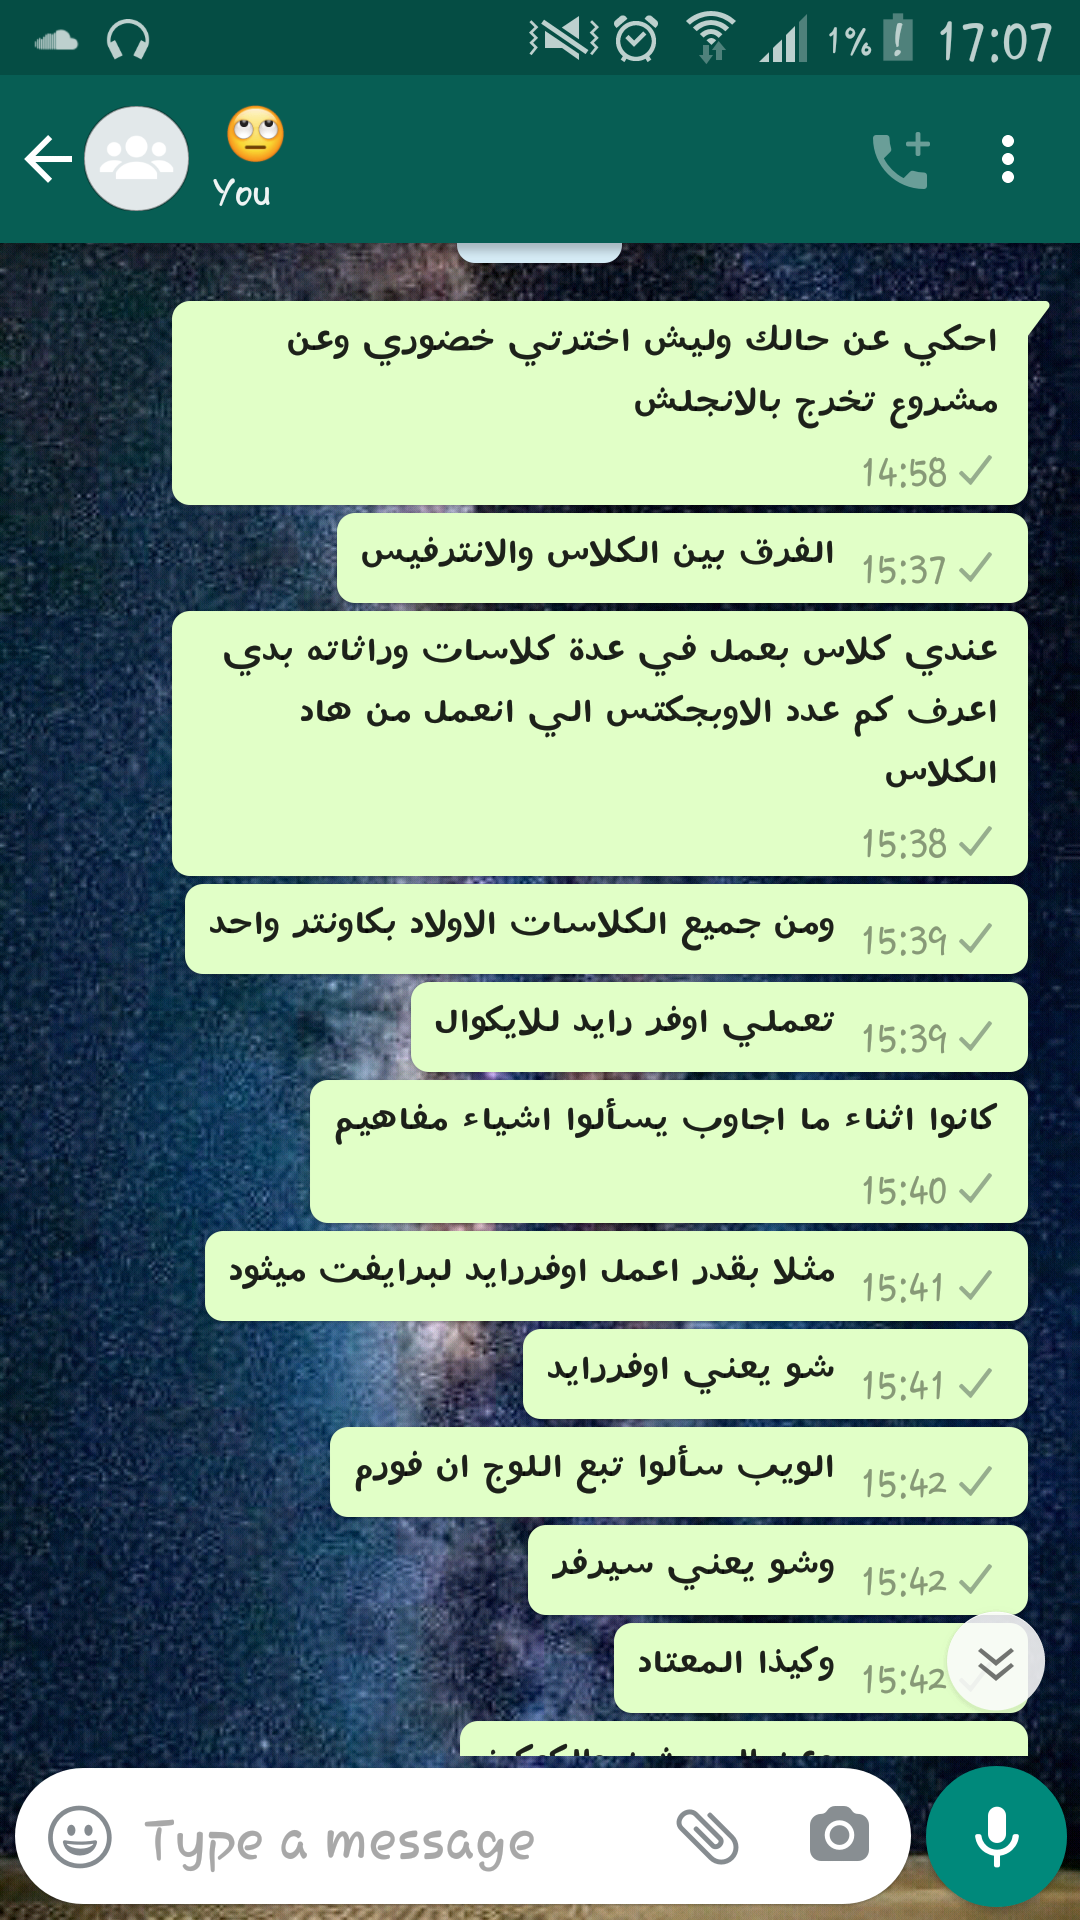 1% 17:07
🙄
You
احكي عن حالك وليش اخترتي خضوري وعن
مشروع تخرج بالانجلش
14:58
الفرق بين الكلاس والانترفيس
15:37
عندي كلاس بعمل في عدة كلاسات وراثاته بدي
اعرف كم عدد الاوبجكتس الي انعمل من هاد
الكلاس
15:38
ومن جميع الكلاسات الاولاد بكاونتر واحد
15:39
تعملي اوفر رايد للايكوال
15:39
كانوا اثناء ما اجاوب يسألوا اشياء مفاهيم
15:40
مثلا بقدر اعمل اوفررايد لبرايفت ميثود
15:41
شو يعني اوفررايد
15:41
الويب سألوا تبع اللوج ان فورم
15:42
وشو يعني سيرفر
15:42
وكيذا المعتاد
15:42
Type a message